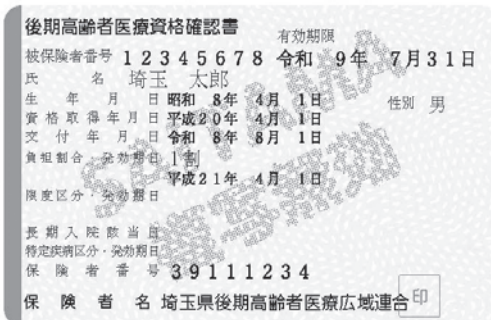 後期高齢者医療資格確認書
有効期限
被保険者番号 12345678 令和 9年 7月31日
氏 名 埼玉 太郎
生年月日 昭和 8年 4月 1日 性別 男
資格取得年月日 平成20年 4月 1日
交付年月日 令和 8年 8月 1日
負担割合・発効期日 1割
平成21年 4月 1日
限度区分・発効期日
長期入院該当日
特定疾病区分・発効期日
保険者番号 39111234
保険者名 埼玉県後期高齢者医療広域連合 印
SAITAMA
複写無効